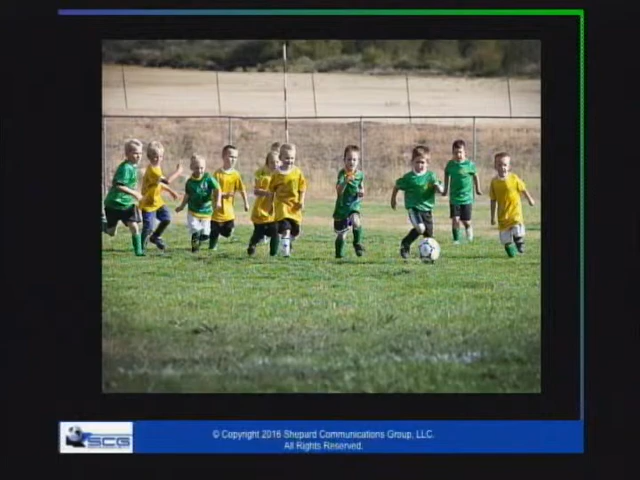 SCG
© Copyright 2016 Shepard Communications Group, LLC.
All Rights Reserved.